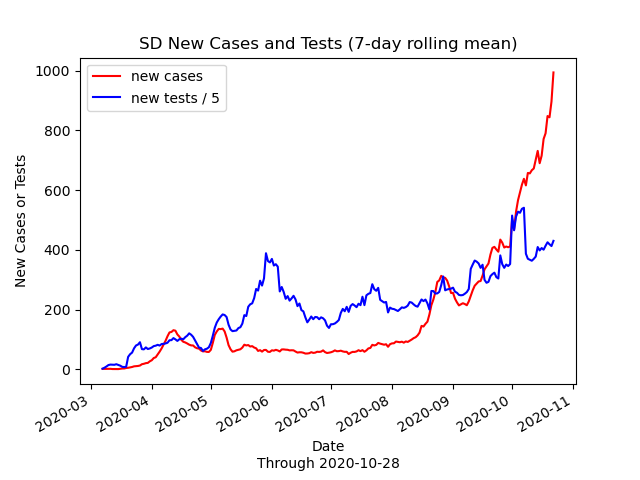 SD New Cases and Tests (7-day rolling mean)
new cases
new tests / 5
New Cases or Tests
1000
800
600
400
200
0
2020-03
2020-04
2020-05
2020-06
2020-07
2020-08
2020-09
2020-10
2020-11
Date
Through 2020-10-28